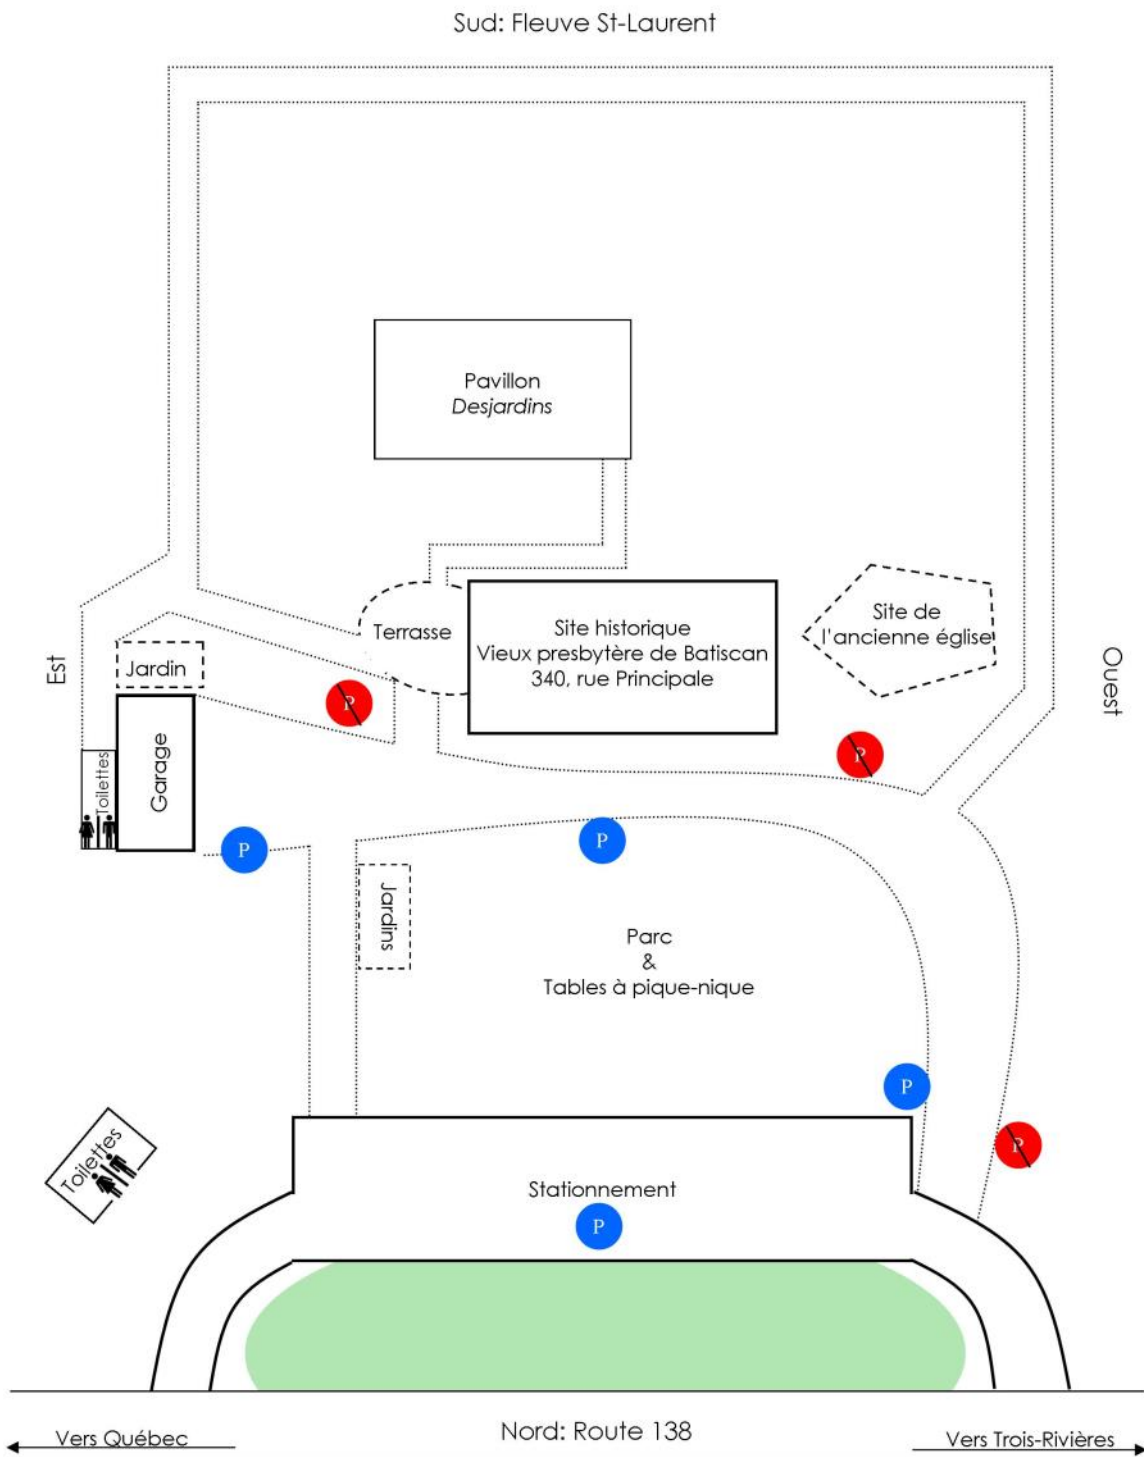 Sud: Fleuve St-Laurent
Pavillon
Desjardins
Terrasse
Site historique
Vieux presbytère de Batiscan
340, rue Principale
Site de
l'ancienne église
Est
Jardin
Ouest
P
P
Toilettes
Garage
P
P
Jardins
Parc
&
Tables à pique-nique
P
P
Toilettes
Stationnement
P
Nord: Route 138
Vers Québec
Vers Trois-Rivières